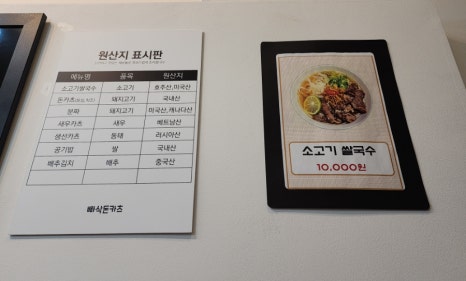 원산지 표시판
메뉴명 품목 원산지
소고기쌀국수 소고기 호주산,미국산
돈카츠 돼지고기 국내산
돼지고기 미국산,캐나다산
새우카츠 새우 베트남산
생선카츠 동태 러시아산
공기밥 쌀 국내산
배추김치 배추 중국산
빠삭돈카츠
소고기 쌀국수
10,000원